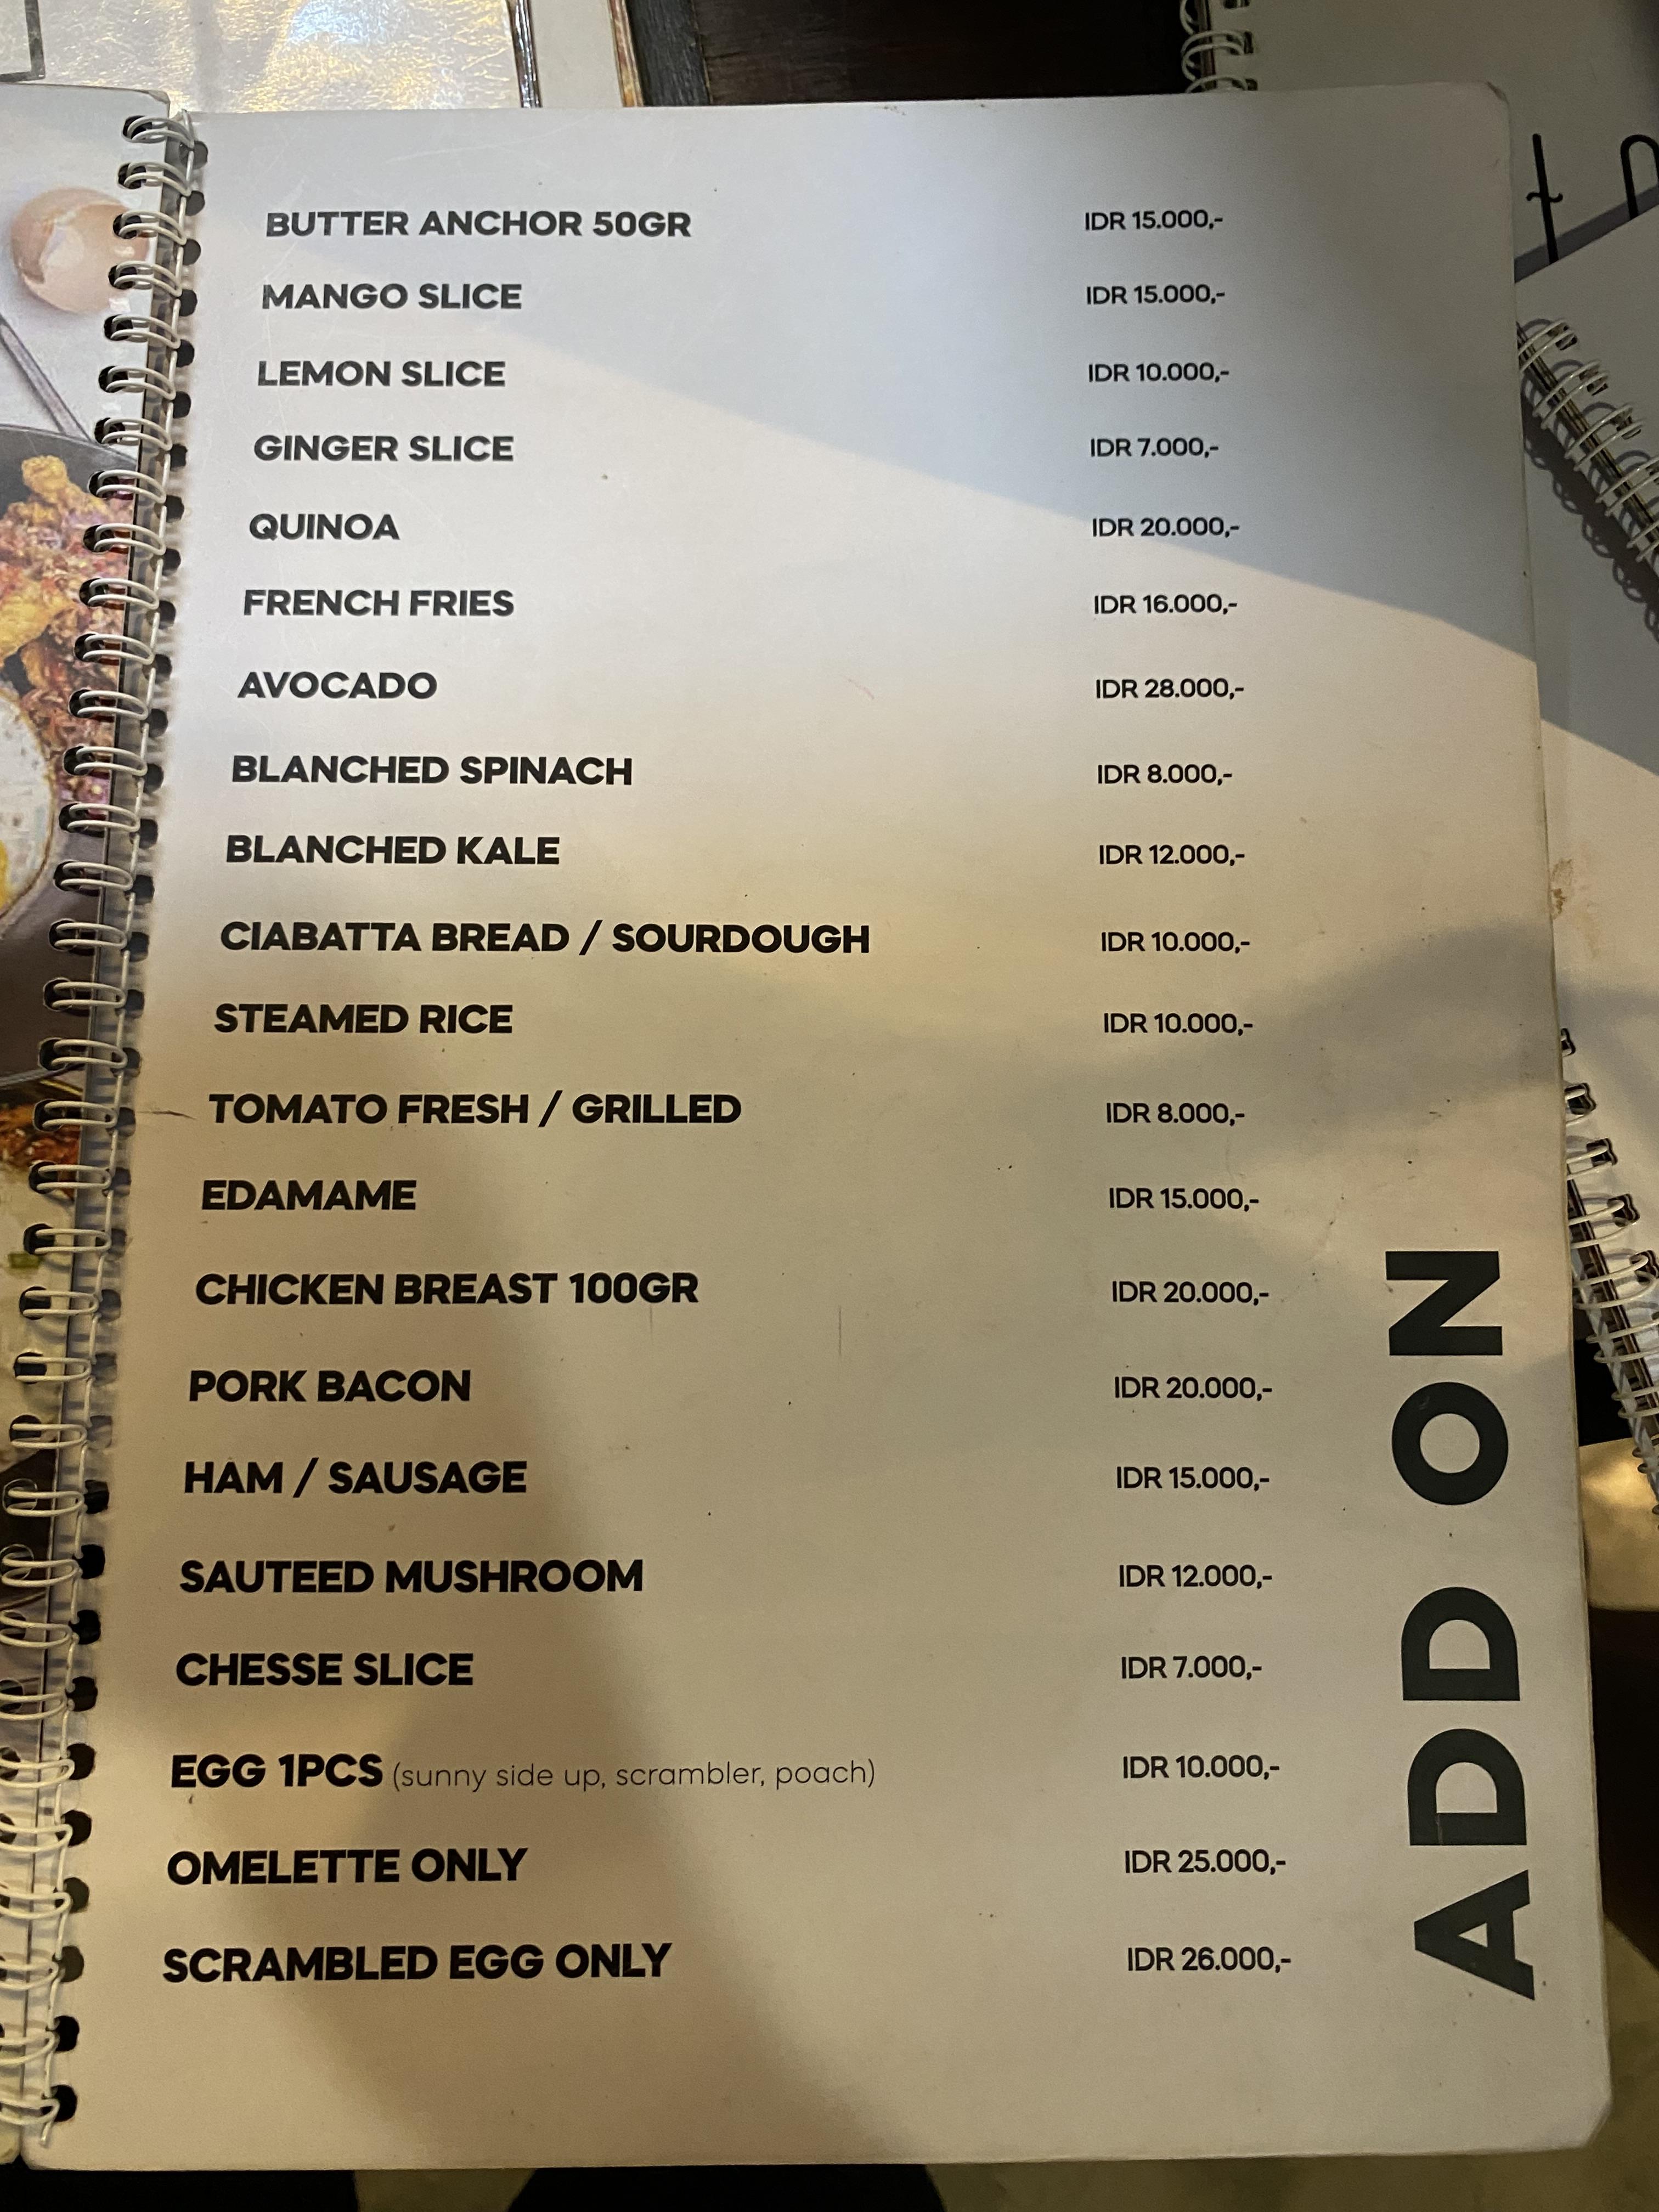 BUTTER ANCHOR 50GR IDR 15.000,-
MANGO SLICE IDR 15.000,-
LEMON SLICE IDR 10.000,-
GINGER SLICE IDR 7.000,-
QUINOA IDR 20.000,-
FRENCH FRIES IDR 16.000,-
AVOCADO IDR 28.000,-
BLANCHED SPINACH IDR 8.000,-
BLANCHED KALE IDR 12.000,-
CIABATTA BREAD / SOURDOUGH IDR 10.000,-
STEAMED RICE IDR 10.000,-
TOMATO FRESH / GRILLED IDR 8.000,-
EDAMAME IDR 15.000,-
CHICKEN BREAST 100GR IDR 20.000,-
PORK BACON IDR 20.000,-
HAM / SAUSAGE IDR 15.000,-
SAUTEED MUSHROOM IDR 12.000,-
CHESSE SLICE IDR 7.000,-
EGG 1PCS (sunny side up, scrambler, poach) IDR 10.000,-
OMELETTE ONLY IDR 25.000,-
SCRAMBLED EGG ONLY IDR 26.000,-
ADD ON